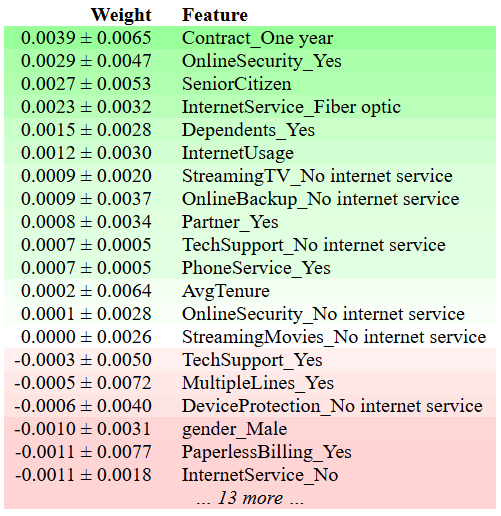 Weight Feature
0.0039 ± 0.0065 Contract_One year
0.0029 ± 0.0047 OnlineSecurity_Yes
0.0027 ± 0.0053 SeniorCitizen
0.0023 ± 0.0032 InternetService_Fiber optic
0.0015 ± 0.0028 Dependents_Yes
0.0012 ± 0.0030 InternetUsage
0.0009 ± 0.0020 StreamingTV_No internet service
0.0009 ± 0.0037 OnlineBackup_No internet service
0.0008 ± 0.0034 Partner_Yes
0.0007 ± 0.0005 TechSupport_No internet service
0.0007 ± 0.0005 PhoneService_Yes
0.0002 ± 0.0064 AvgTenure
0.0001 ± 0.0028 OnlineSecurity_No internet service
0.0000 ± 0.0026 StreamingMovies_No internet service
-0.0003 ± 0.0050 TechSupport_Yes
-0.0005 ± 0.0072 MultipleLines_Yes
-0.0006 ± 0.0040 DeviceProtection_No internet service
-0.0010 ± 0.0031 gender_Male
-0.0011 ± 0.0077 PaperlessBilling_Yes
-0.0011 ± 0.0018 InternetService_No
… 13 more …